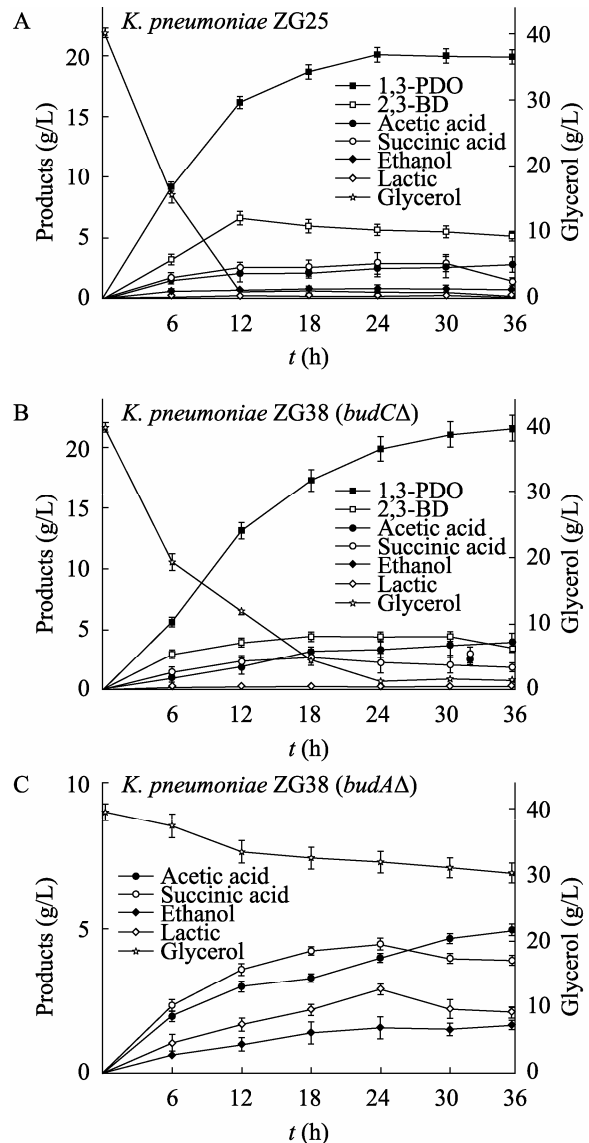 A
K. pneumoniae ZG25
20
15
10
5
0
40
30
20
10
0
Products (g/L)
Glycerol (g/L)
1,3-PDO
2,3-BD
Acetic acid
Succinic acid
Ethanol
Lactic
Glycerol
6 12 18 24 30 36
t (h)
B
K. pneumoniae ZG38 (budCΔ)
20
15
10
5
0
40
30
20
10
0
Products (g/L)
Glycerol (g/L)
1,3-PDO
2,3-BD
Acetic acid
Succinic acid
Ethanol
Lactic
Glycerol
6 12 18 24 30 36
t (h)
C
K. pneumoniae ZG38 (budAΔ)
10
5
0
40
30
20
10
0
Products (g/L)
Glycerol (g/L)
Acetic acid
Succinic acid
Ethanol
Lactic
Glycerol
6 12 18 24 30 36
t (h)